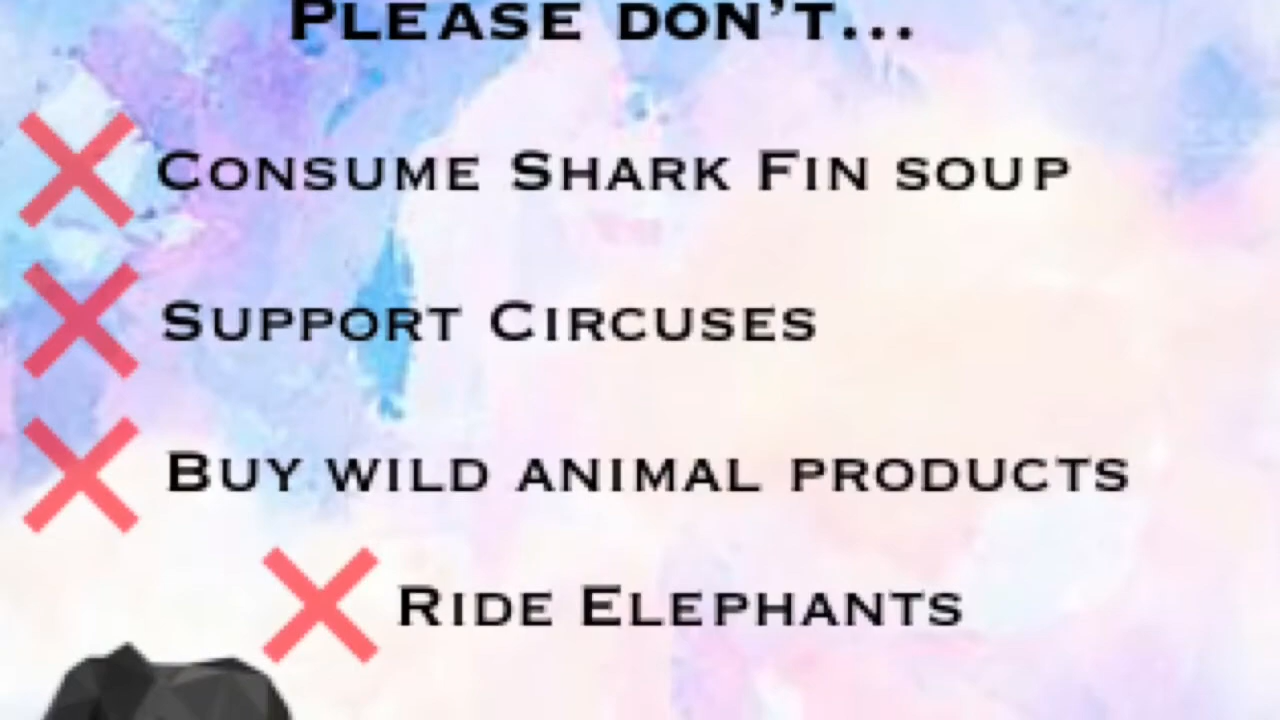 Please don't...
Consume Shark Fin soup
Support Circuses
Buy wild animal products
Ride Elephants